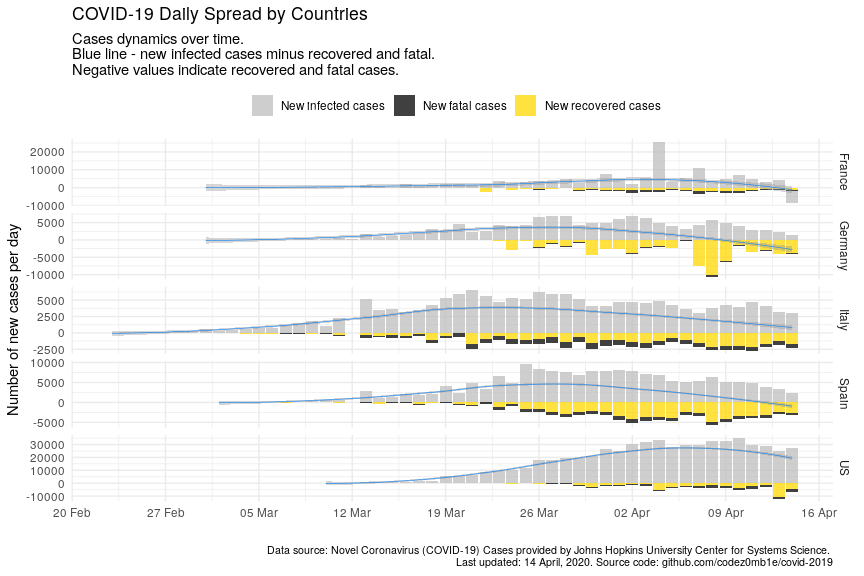 COVID-19 Daily Spread by Countries
Cases dynamics over time.
Blue line - new infected cases minus recovered and fatal.
Negative values indicate recovered and fatal cases.
New infected cases New fatal cases New recovered cases
Number of new cases per day
20000
10000
0
-10000
France
5000
0
-5000
-10000
Germany
5000
2500
0
-2500
Italy
10000
5000
0
-5000
Spain
30000
20000
10000
0
-10000
US
20 Feb 27 Feb 05 Mar 12 Mar 19 Mar 26 Mar 02 Apr 09 Apr 16 Apr
Data source: Novel Coronavirus (COVID-19) Cases provided by Johns Hopkins University Center for Systems Science.
Last updated: 14 April, 2020. Source code: github.com/codez0mb1e/covid-2019